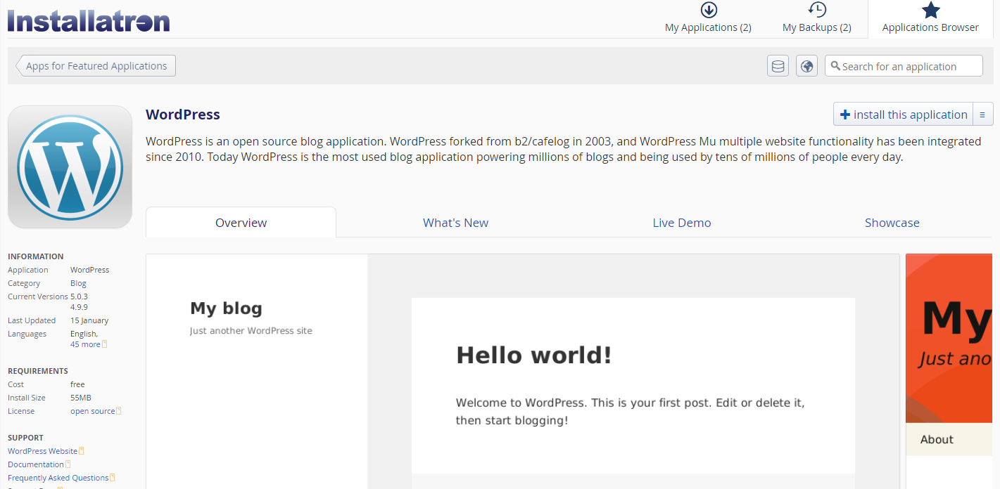 Installatron
My Applications (2)
My Backups (2)
Applications Browser
Apps for Featured Applications
Search for an application
WordPress
install this application
WordPress is an open source blog application. WordPress forked from b2/cafelog in 2003, and WordPress Mu multiple website functionality has been integrated
since 2010. Today WordPress is the most used blog application powering millions of blogs and being used by tens of millions of people every day.
Overview
What's New
Live Demo
Showcase
INFORMATION
Application WordPress
Category Blog
Current Versions 5.0.3
4.9.9
Last Updated 15 January
Languages English,
45 more
REQUIREMENTS
Cost free
Install Size 55MB
License open source
SUPPORT
WordPress Website
Documentation
Frequently Asked Questions
My blog
Just another WordPress site
Hello world!
Welcome to WordPress. This is your first post. Edit or delete it,
then start blogging!
My
Just ano
About